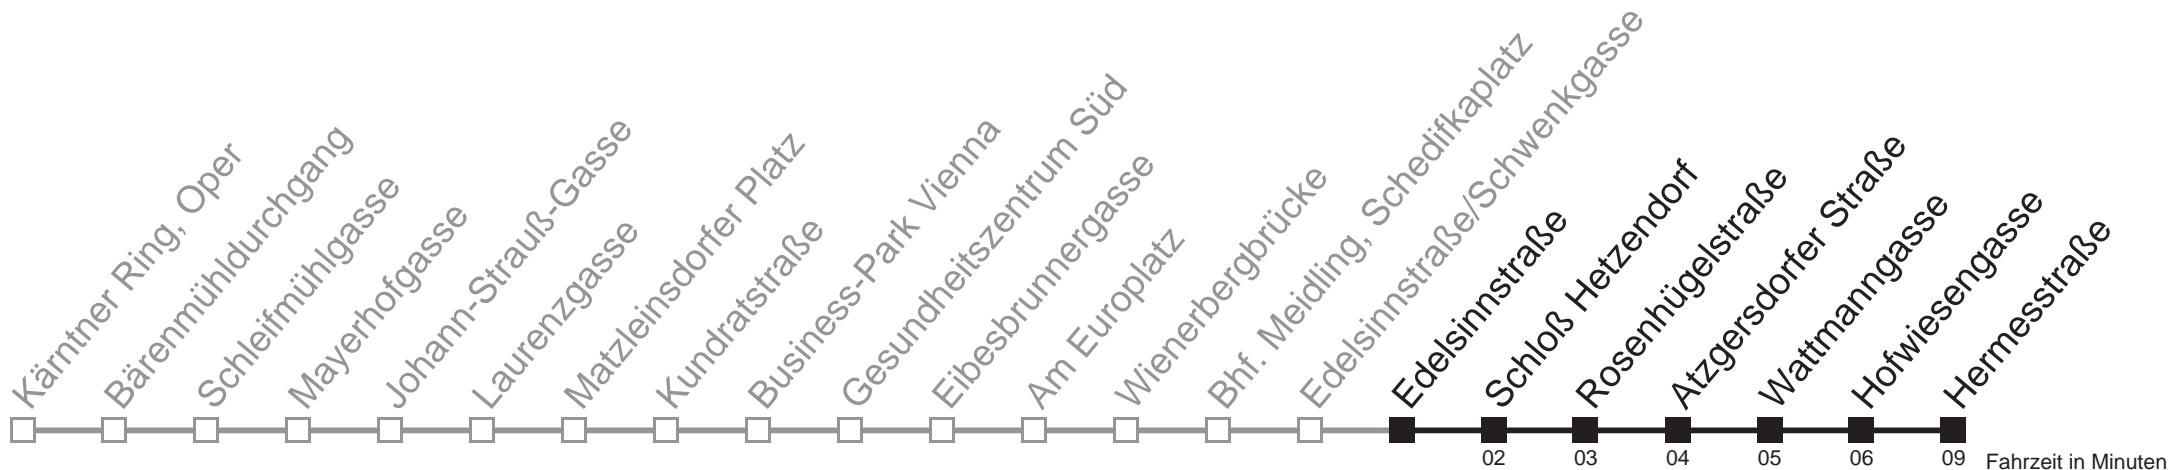 Kärntner Ring, Oper
Bärenmühldurchgang
Schleifmühlgasse
Mayerhofgasse
Johann-Strauß-Gasse
Laurenzgasse
Matzleinsdorfer Platz
Kundratstraße
Business-Park Vienna
Gesundheitszentrum Süd
Eibesbrunnergasse
Am Europlatz
Wienerbergbrücke
Bhf. Meidling, Schedifkaplatz
Edelsinnstraße/Schwenkgasse
Edelsinnstraße
Schloß Hetzendorf
Rosenhügelstraße
Atzgersdorfer Straße
Wattmanngasse
Hofwiesengasse
Hermesstraße
02 03 04 05 06 09 Fahrzeit in Minuten